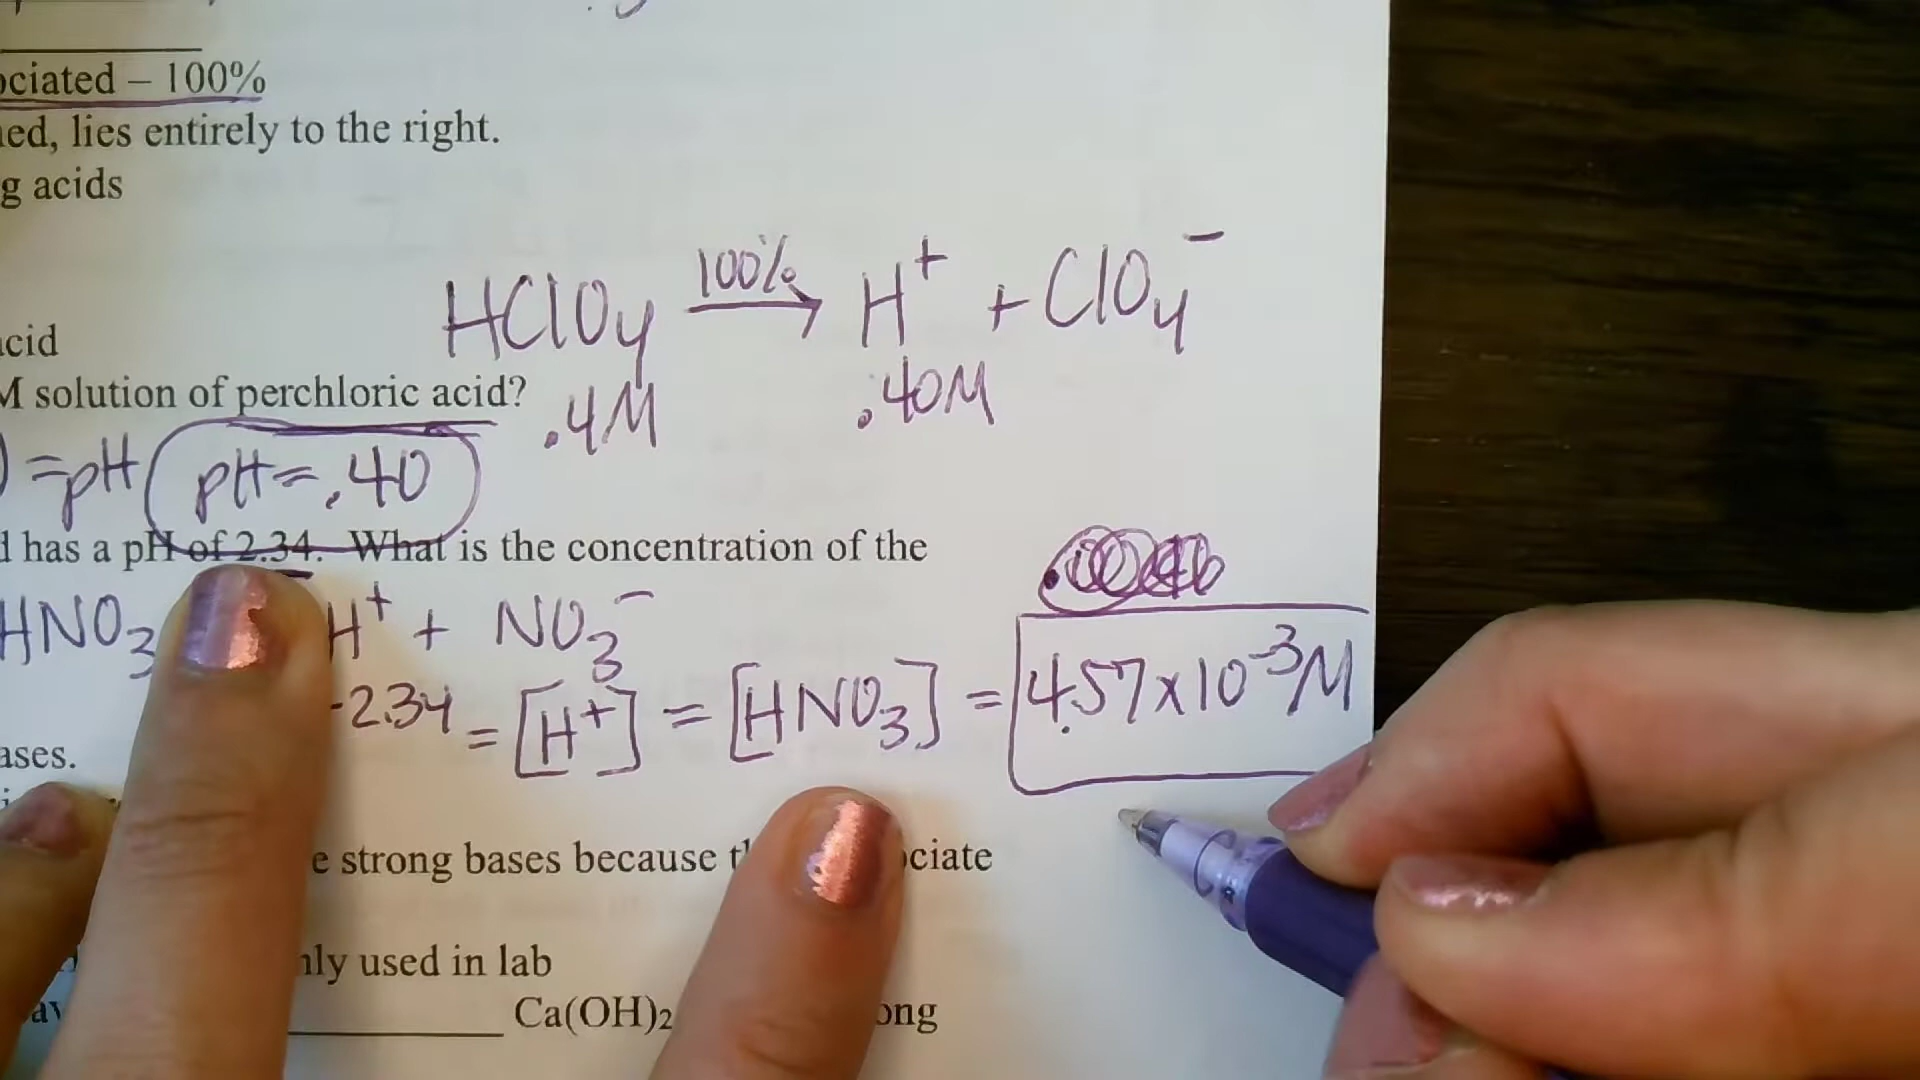 ociated – 100%
ed, lies entirely to the right.
g acids
HClO4 100% → H+ + ClO4-
.4M .40M
cid
M solution of perchloric acid?
) = pH pH = .40
d has a pH of 2.34. What is the concentration of the
HNO3 H+ + NO3-
-2.34 = [H+] = [HNO3] = 4.57x10-3M
ases.
e strong bases because ociate
nly used in lab
Ca(OH)2 ong